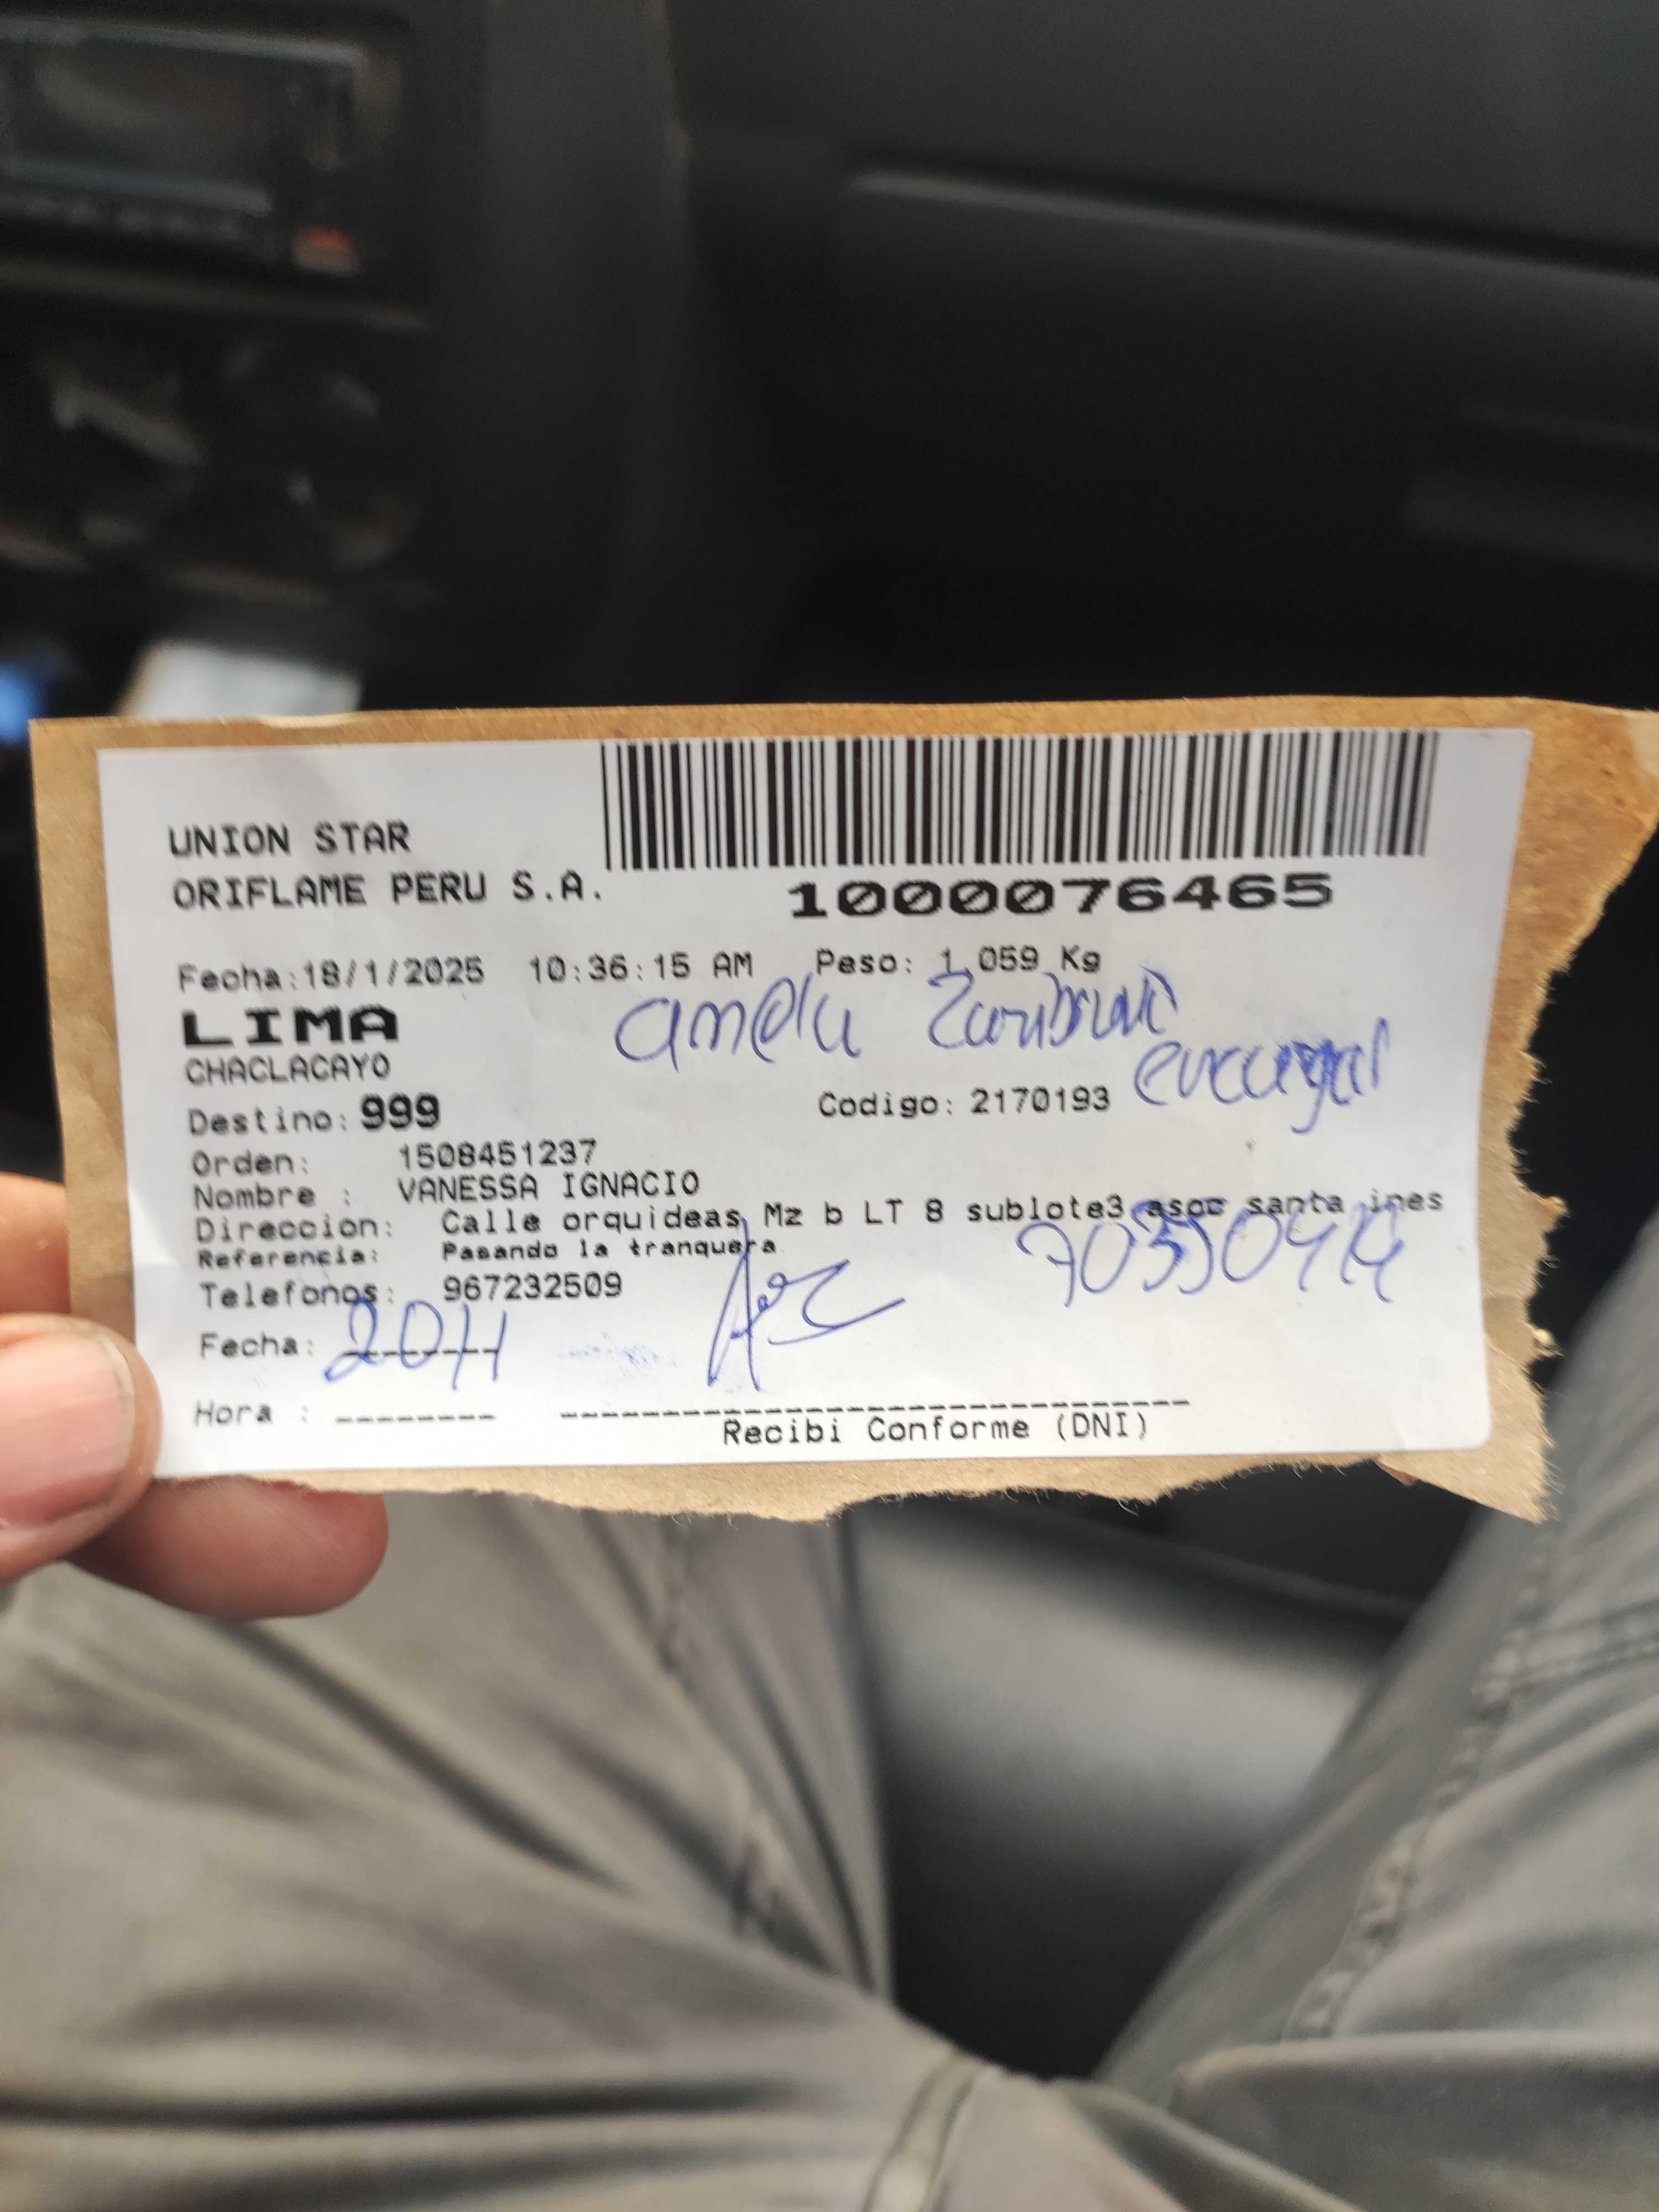 UNION STAR
ORIFLAME PERU S.A.
1000076465
Fecha:18/1/2025 10:36:15 AM Peso: 1,059 Kg
LIMA
CHACLACAYO
Destino: 999 Codigo: 2170193
Orden: 1508451237
Nombre : VANESSA IGNACIO
Direccion: Calle orquideas Mz b LT 8 sublote3 asoc santa ines
Referencia: Pasando la tranquera
Telefonos: 967232509
Fecha: --------
Hora : --------
Recibi Conforme (DNI)